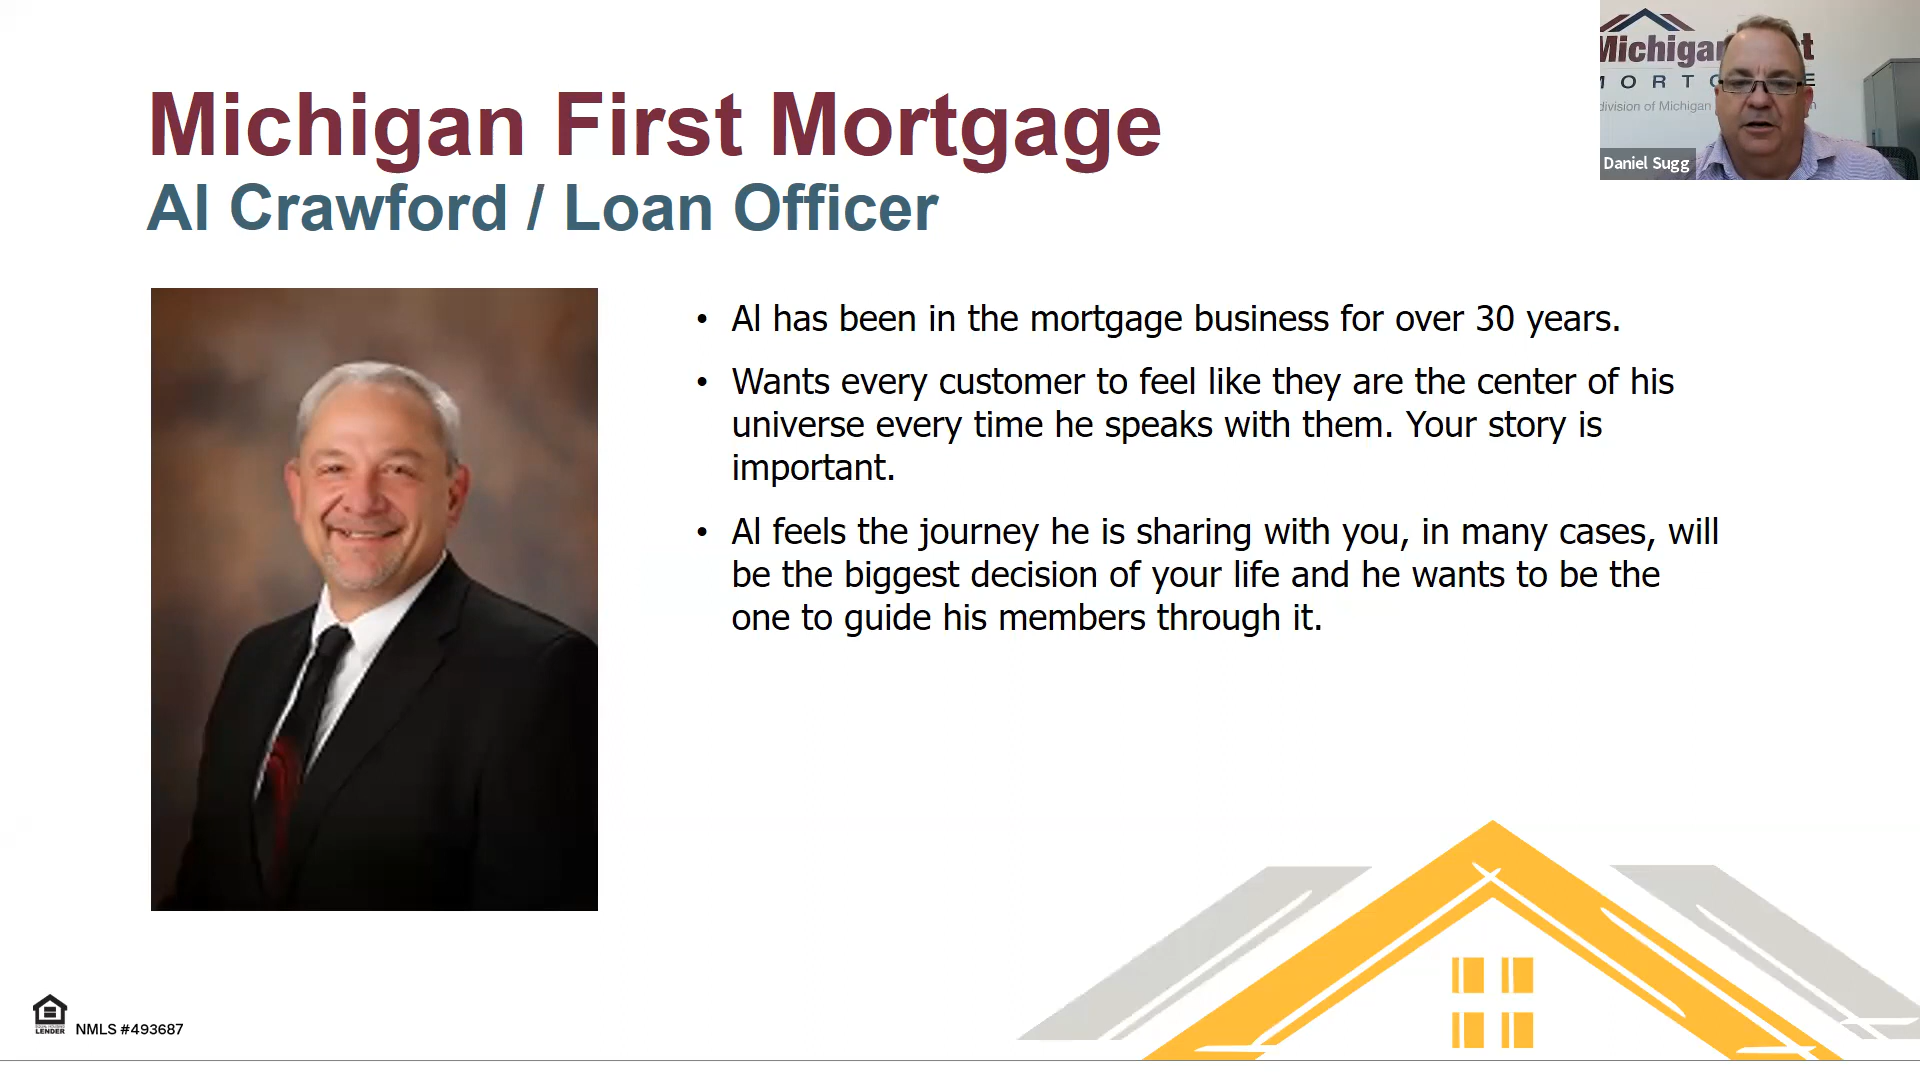 Michigan First Mortgage
Al Crawford / Loan Officer
• Al has been in the mortgage business for over 30 years.
• Wants every customer to feel like they are the center of his
universe every time he speaks with them. Your story is
important.
• Al feels the journey he is sharing with you, in many cases, will
be the biggest decision of your life and he wants to be the
one to guide his members through it.
Daniel Sugg
division of Michigan
LENDER
NMLS #493687